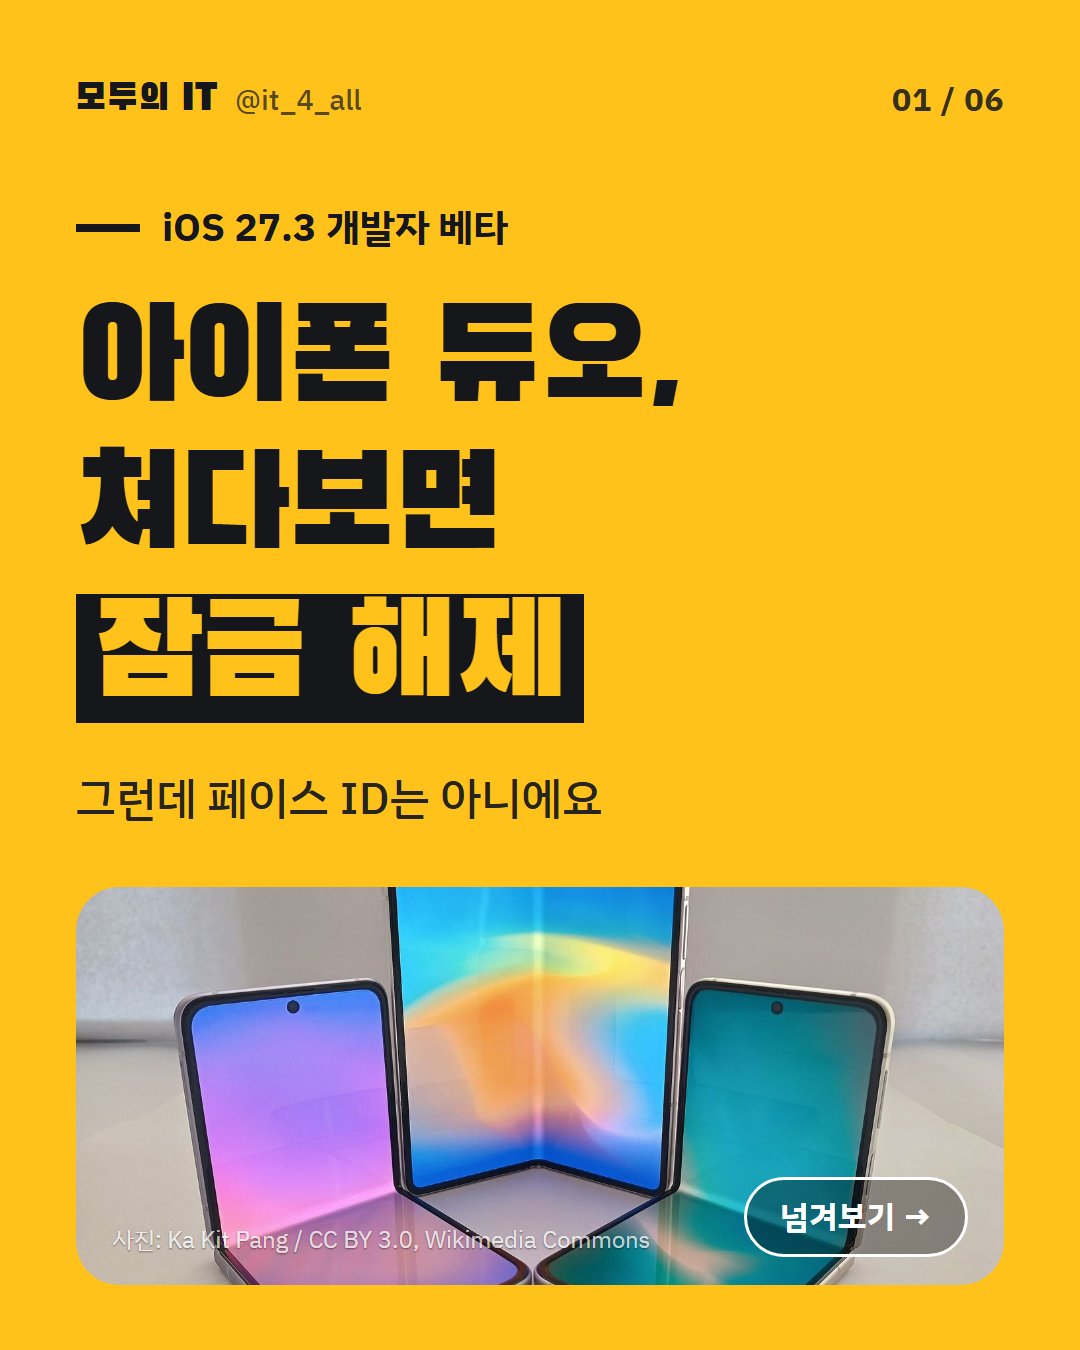 모두의 IT @it_4_all
01 / 06
iOS 27.3 개발자 베타
아이폰 듀오,
쳐다보면
잠금 해제
그런데 페이스 ID는 아니에요
넘겨보기 →
사진: Ka Kit Pang / CC BY 3.0, Wikimedia Commons